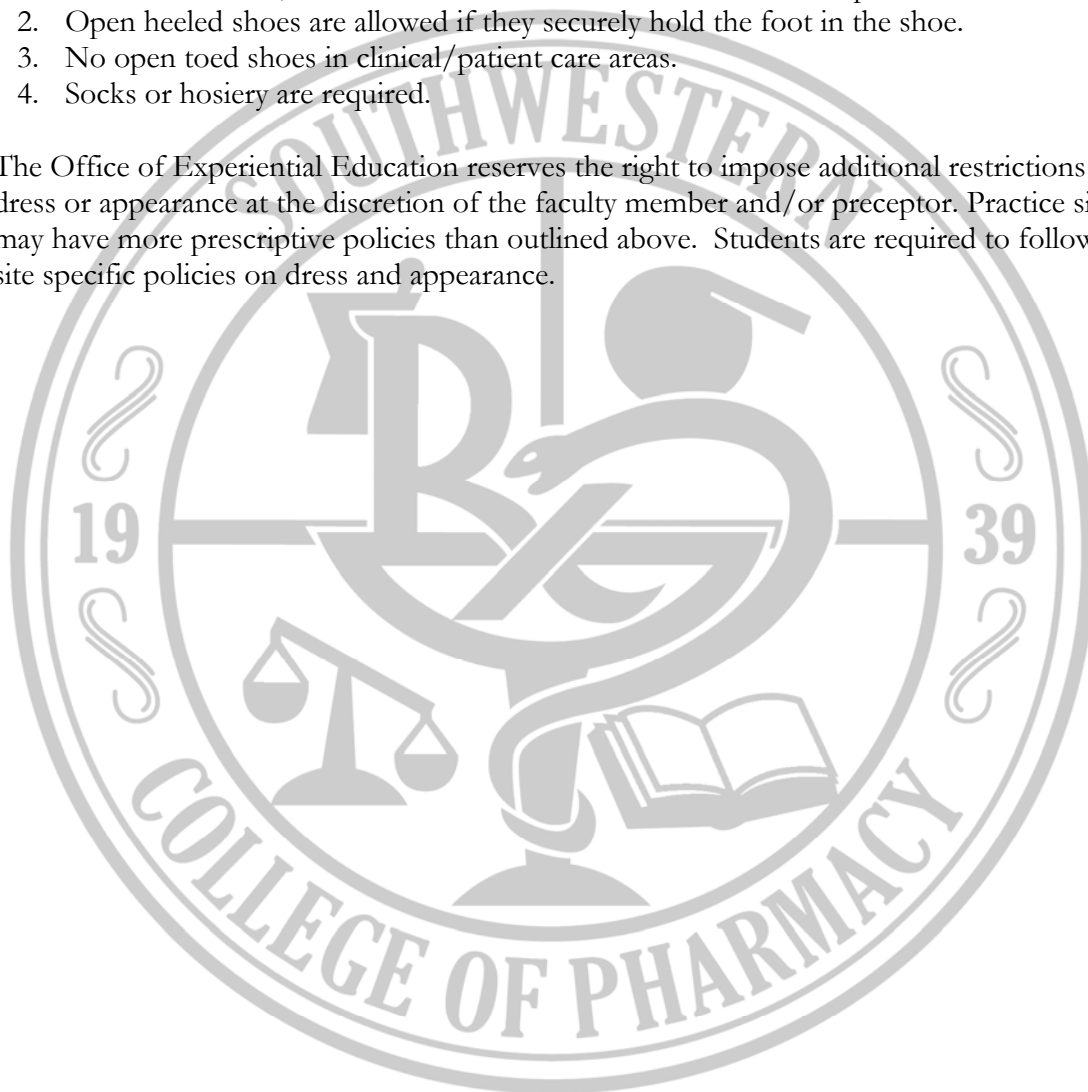 2. Open heeled shoes are allowed if they securely hold the foot in the shoe.
3. No open toed shoes in clinical/patient care areas.
4. Socks or hosiery are required.
The Office of Experiential Education reserves the right to impose additional restrictions
dress or appearance at the discretion of the faculty member and/or preceptor. Practice
may have more prescriptive policies than outlined above. Students are required to follow
site specific policies on dress and appearance.
SOUTHWESTERN
19 39
COLLEGE OF PHARMACY